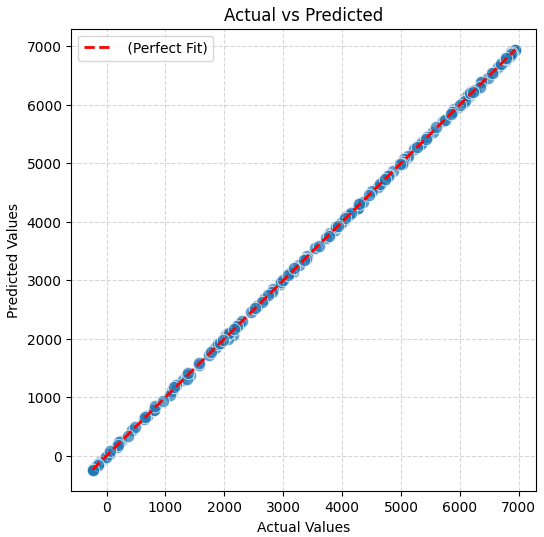 Actual vs Predicted
(Perfect Fit)
7000
6000
5000
4000
3000
2000
1000
0
Predicted Values
0 1000 2000 3000 4000 5000 6000 7000
Actual Values